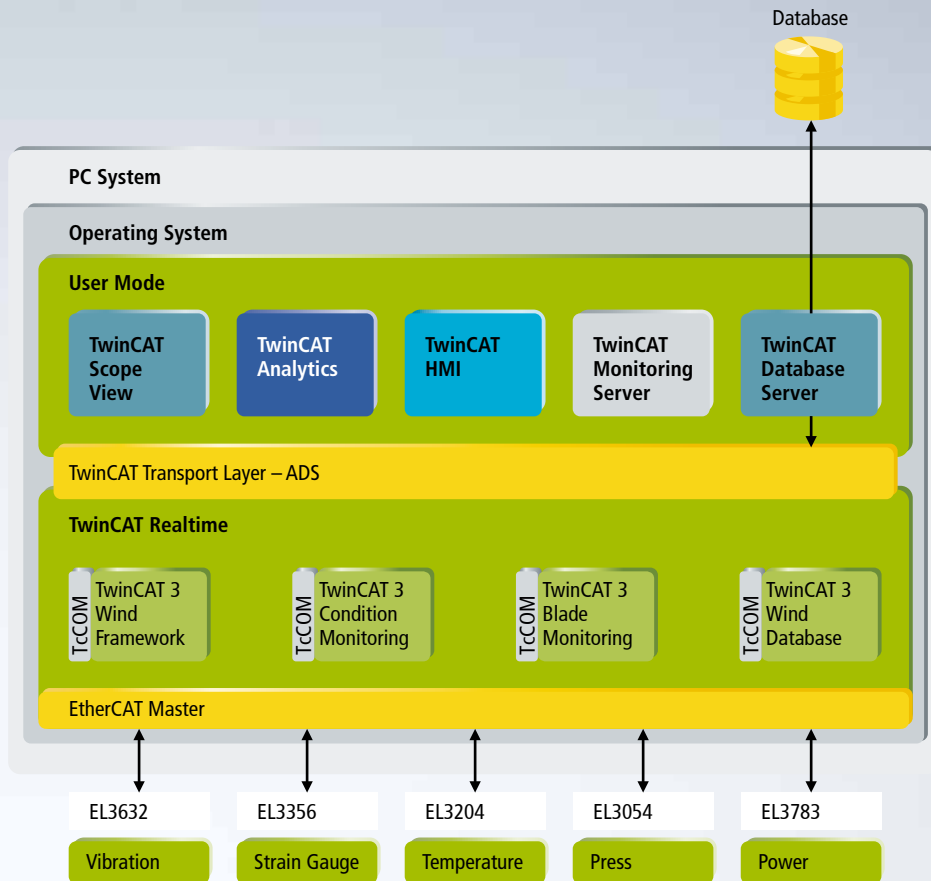 Database
PC System
Operating System
User Mode
TwinCAT
Scope
View
TwinCAT
Analytics
TwinCAT
HMI
TwinCAT
Monitoring
Server
TwinCAT
Database
Server
TwinCAT Transport Layer – ADS
TwinCAT Realtime
TcCOM
TwinCAT 3
Wind
Framework
TcCOM
TwinCAT 3
Condition
Monitoring
TcCOM
TwinCAT 3
Blade
Monitoring
TcCOM
TwinCAT 3
Wind
Database
EtherCAT Master
EL3632
EL3356
EL3204
EL3054
EL3783
Vibration
Strain Gauge
Temperature
Press
Power